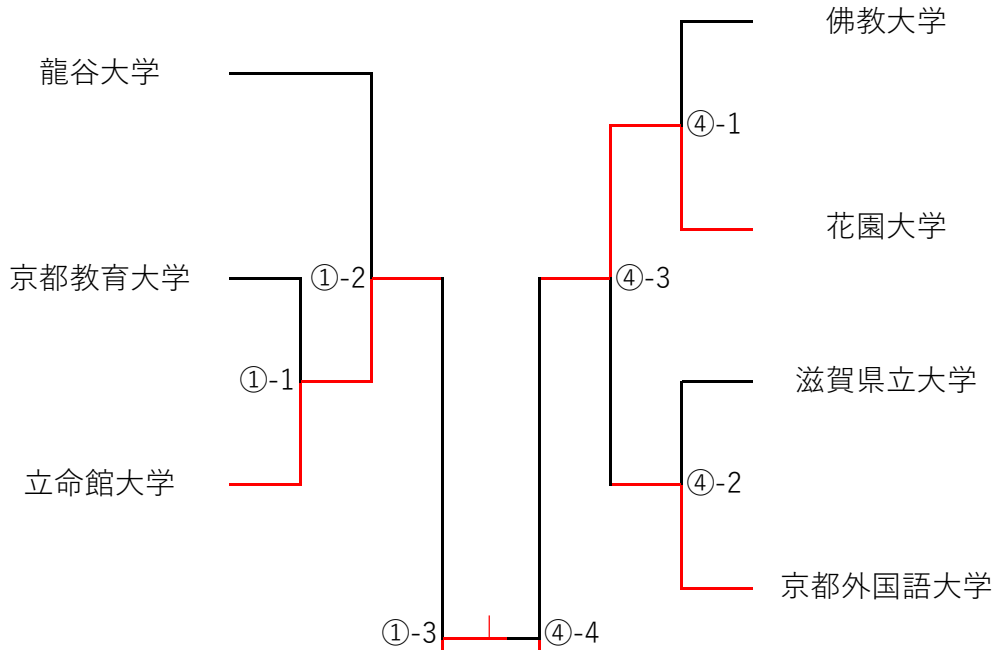 佛教大学
龍谷大学
④-1
花園大学
京都教育大学
①-2
④-3
①-1
滋賀県立大学
立命館大学
④-2
京都外国語大学
①-3
④-4